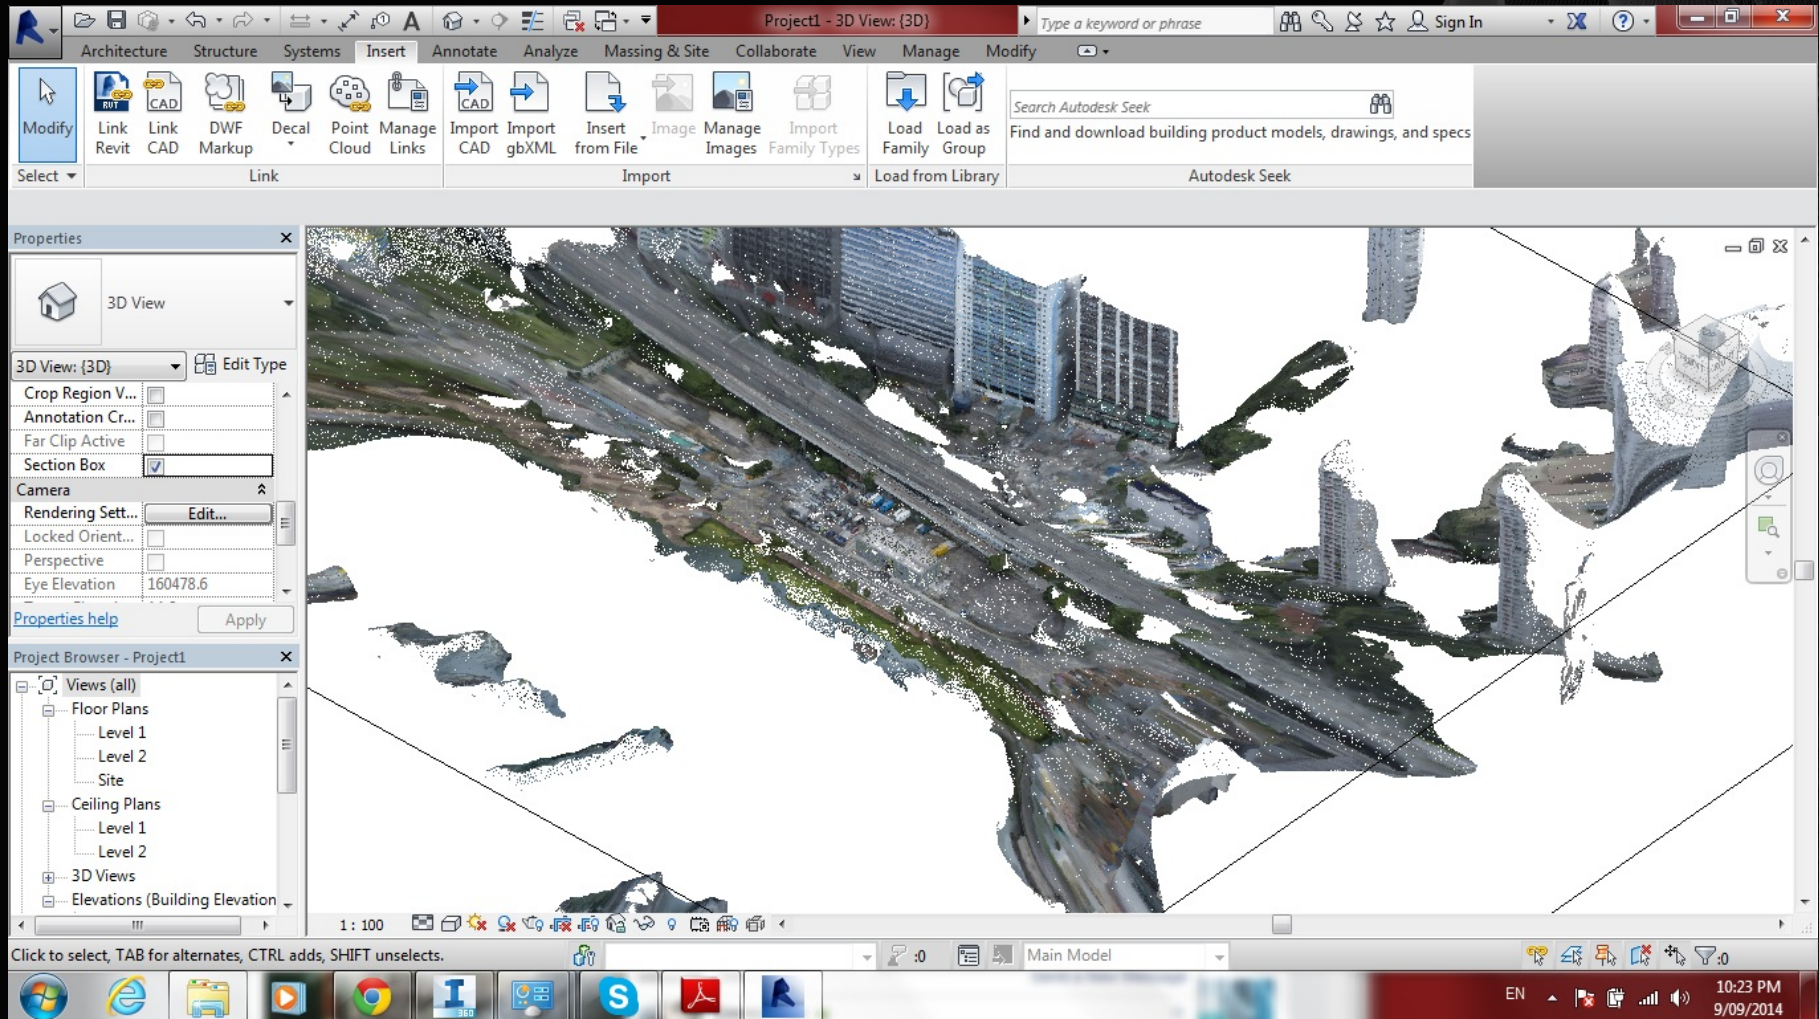 Project1 - 3D View: {3D}
Type a keyword or phrase
Sign In
Architecture Structure Systems Insert Annotate Analyze Massing & Site Collaborate View Manage Modify
Modify
Link Revit
Link CAD
DWF Markup
Decal
Point Cloud
Manage Links
Import CAD
Import gbXML
Insert from File
Image
Manage Images
Import Family Types
Load Family
Load as Group
Search Autodesk Seek
Find and download building product models, drawings, and specs
Select
Link
Import
Load from Library
Autodesk Seek
Properties
3D View
3D View: {3D}
Edit Type
Crop Region V...
Annotation Cr...
Far Clip Active
Section Box
Camera
Rendering Sett... Edit...
Locked Orient...
Perspective
Eye Elevation 160478.6
Properties help
Apply
Project Browser - Project1
Views (all)
Floor Plans
Level 1
Level 2
Site
Ceiling Plans
Level 1
Level 2
3D Views
Elevations (Building Elevation
1 : 100
Click to select, TAB for alternates, CTRL adds, SHIFT unselects.
:0
Main Model
:0
EN
10:23 PM
9/09/2014